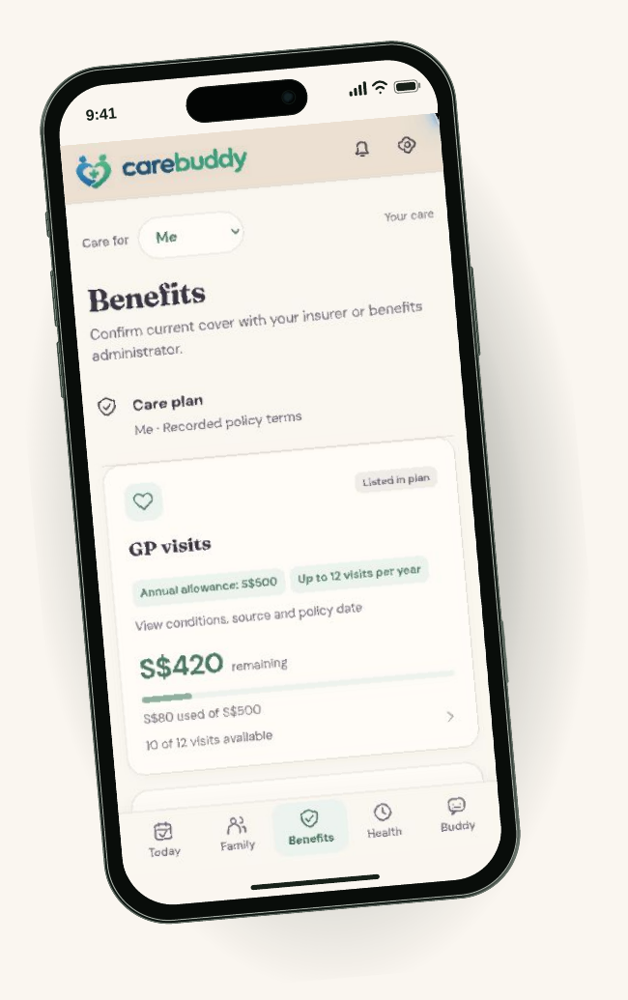 9:41
carebuddy
Care for Me Your care
Benefits
Confirm current cover with your insurer or benefits
administrator.
Care plan
Me · Recorded policy terms
Listed in plan
GP visits
Annual allowance: S$500 Up to 12 visits per year
View conditions, source and policy date
S$420 remaining
S$80 used of S$500
10 of 12 visits available
Today Family Benefits Health Buddy